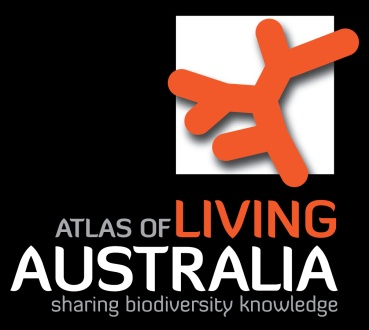 ATLAS OF LIVING
AUSTRALIA
sharing biodiversity knowledge